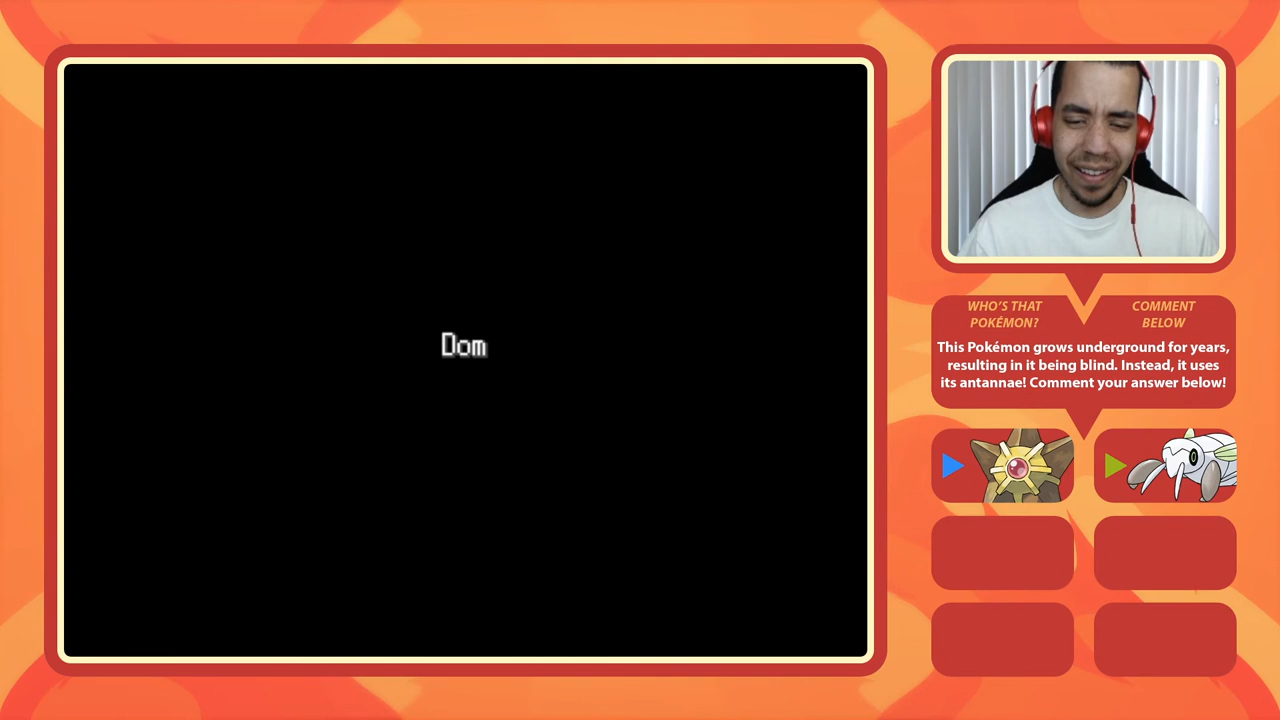 Dom
WHO'S THAT
POKÉMON?
COMMENT
BELOW
This Pokémon grows underground for years,
resulting in it being blind. Instead, it uses
its antannae! Comment your answer below!